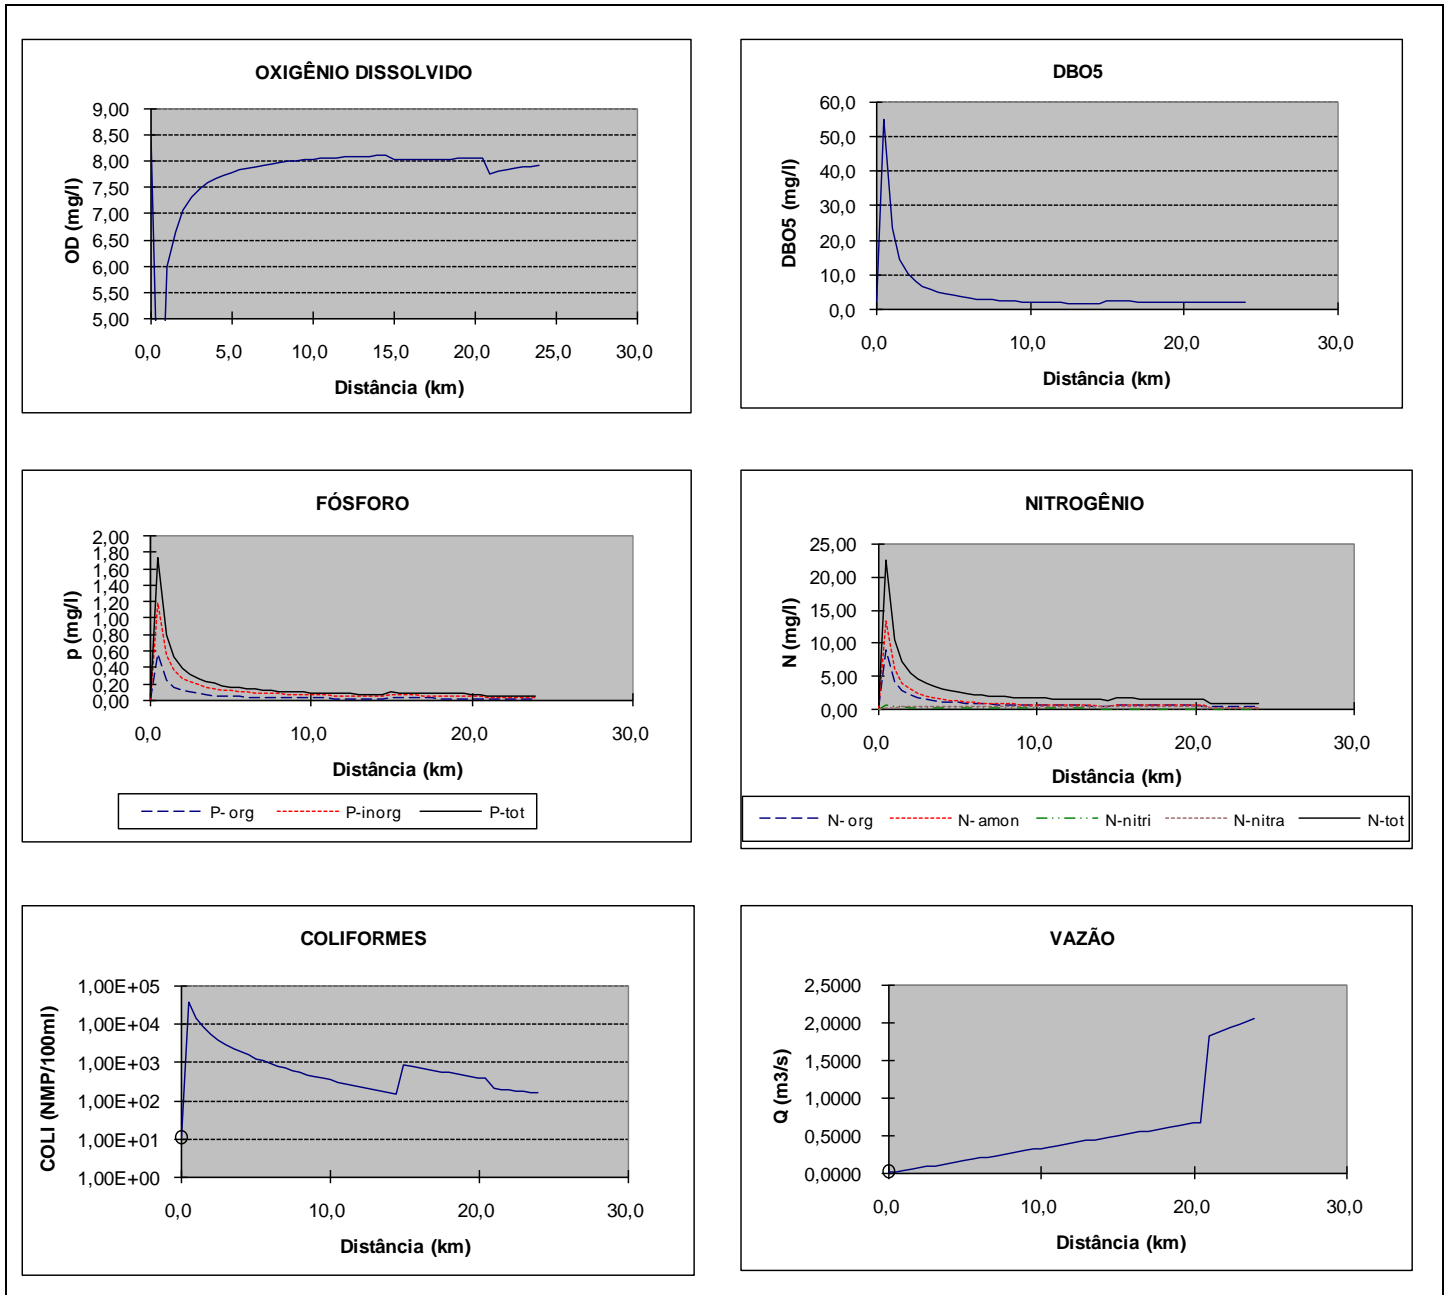 OXIGÊNIO DISSOLVIDO
OD (mg/l)
9,00
8,50
8,00
7,50
7,00
6,50
6,00
5,50
5,00
0,0 5,0 10,0 15,0 20,0 25,0 30,0
Distância (km)
DBO5
DBO5 (mg/l)
60,0
50,0
40,0
30,0
20,0
10,0
0,0
0,0 10,0 20,0 30,0
Distância (km)
FÓSFORO
p (mg/l)
2,00
1,80
1,60
1,40
1,20
1,00
0,80
0,60
0,40
0,20
0,00
0,0 10,0 20,0 30,0
Distância (km)
P-org P-inorg P-tot
NITROGÊNIO
N (mg/l)
25,00
20,00
15,00
10,00
5,00
0,00
0,0 10,0 20,0 30,0
Distância (km)
N-org N-amon N-nitri N-nitra N-tot
COLIFORMES
COLI (NMP/100ml)
1,00E+05
1,00E+04
1,00E+03
1,00E+02
1,00E+01
1,00E+00
0,0 10,0 20,0 30,0
Distância (km)
VAZÃO
Q (m3/s)
2,5000
2,0000
1,5000
1,0000
0,5000
0,0000
0,0 10,0 20,0 30,0
Distância (km)